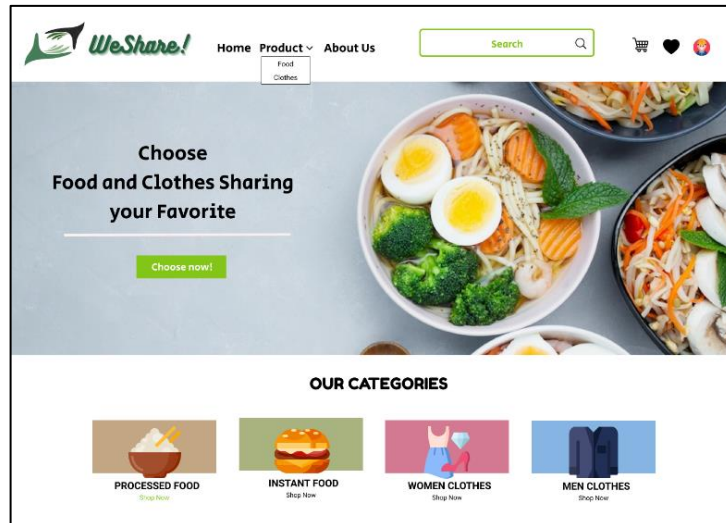 WeShare!
Home Product About Us
Search
Food
Clothes
Choose
Food and Clothes Sharing
your Favorite
Choose now!
OUR CATEGORIES
PROCESSED FOOD
Shop Now
INSTANT FOOD
Shop Now
WOMEN CLOTHES
Shop Now
MEN CLOTHES
Shop Now